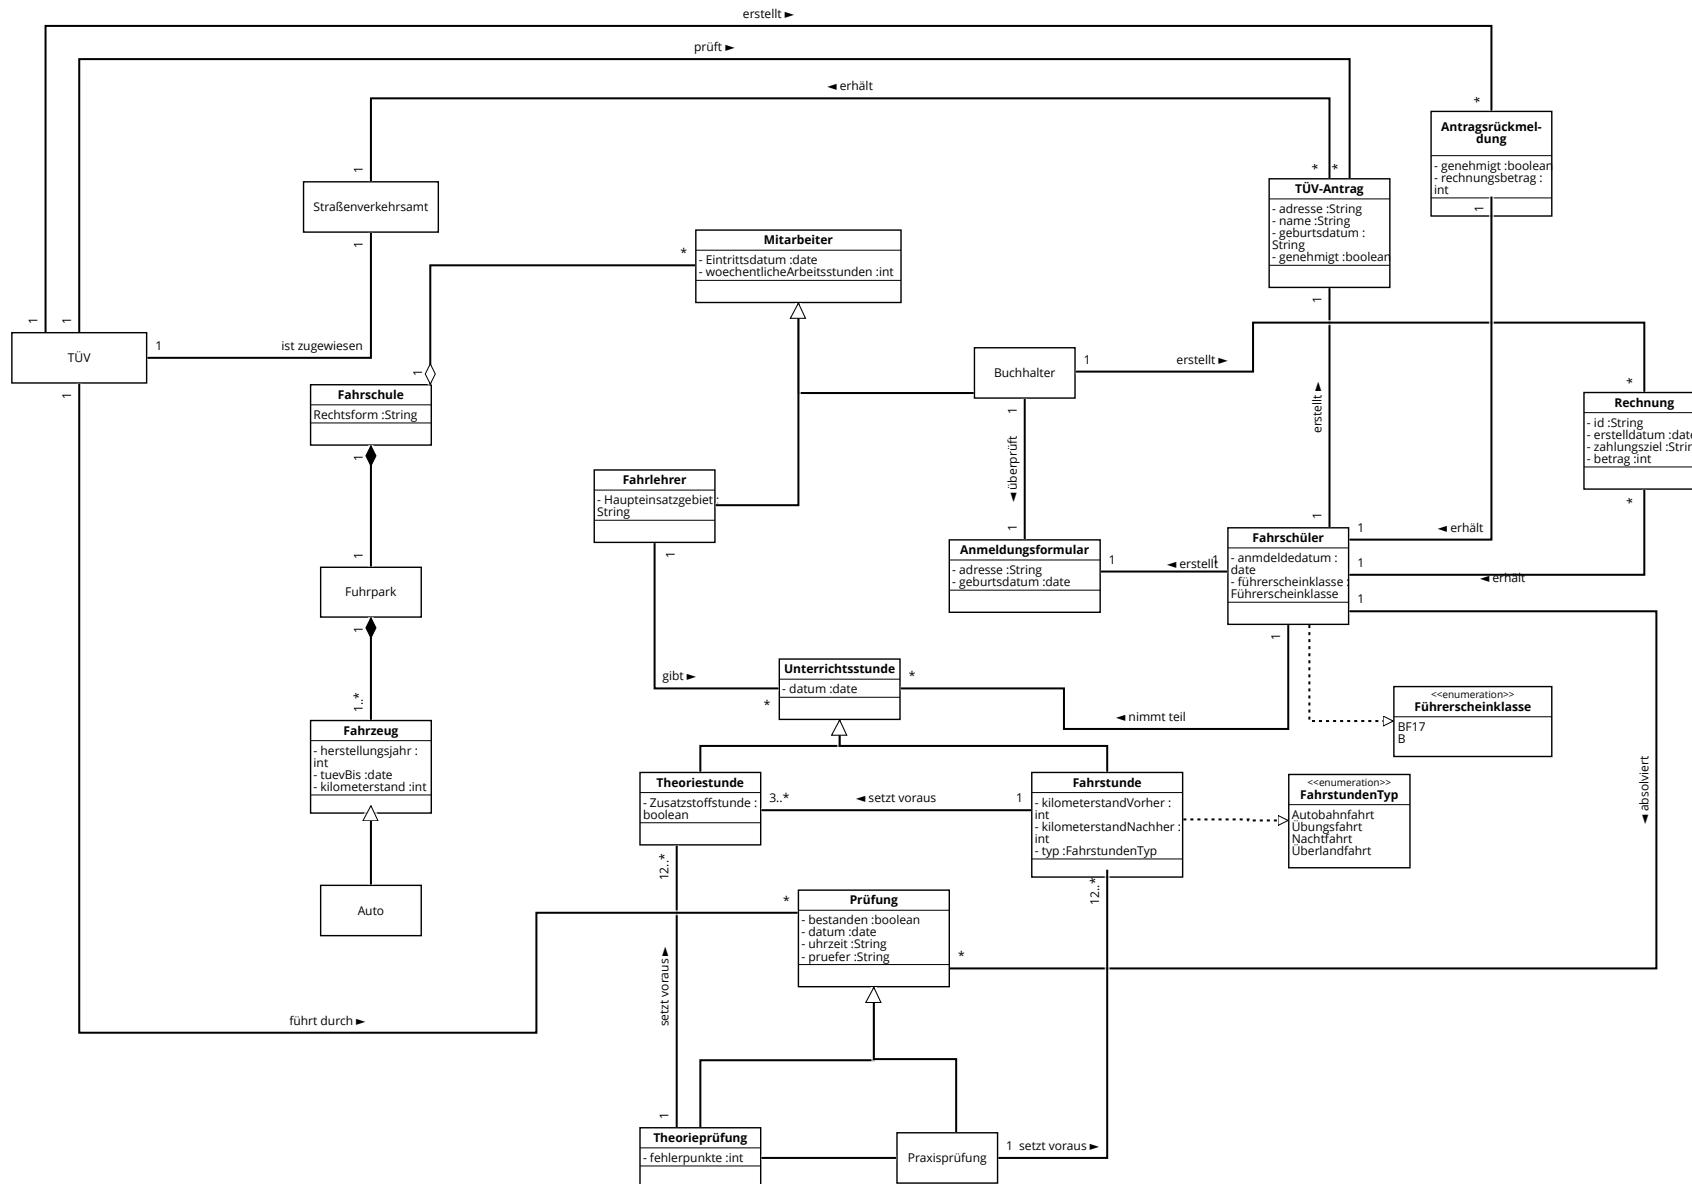 erstellt ►
prüft ►
◄ erhält
*
Antragsrückmel-
dung
- genehmigt :boolean
- rechnungsbetrag :
int
1
1
Straßenverkehrsamt
1
* *
TÜV-Antrag
- adresse :String
- name :String
- geburtsdatum :
String
- genehmigt :boolean
1
*
Mitarbeiter
- Eintrittsdatum :date
- woechentlicheArbeitsstunden :int
1 1
TÜV
1
ist zugewiesen
1
1
Fahrschule
Rechtsform :String
1
Buchhalter
1
erstellt ►
1
◄ überprüft
1
erstellt ►
1
*
Rechnung
- id :String
- erstelldatum :date
- zahlungsziel :Strin
- betrag :int
*
Fahrlehrer
- Haupteinsatzgebiet :
String
1
Anmeldungsformular
- adresse :String
- geburtsdatum :date
1
◄ erstellt
1
Fahrschüler
- anmdeldedatum :
date
- führerscheinklasse :
Führerscheinklasse
1
◄ erhält
1
◄ erhält
1
1
1
Fuhrpark
1
1..*
gibt ►
*
Unterrichtsstunde
- datum :date
*
◄ nimmt teil
<<enumeration>>
Führerscheinklasse
BF17
B
Fahrzeug
- herstellungsjahr :
int
- tuevBis :date
- kilometerstand :int
Theoriestunde
- Zusatzstoffstunde :
boolean
3..*
◄ setzt voraus
1
Fahrstunde
- kilometerstandVorher :
int
- kilometerstandNachher :
int
- typ :FahrstundenTyp
<<enumeration>>
FahrstundenTyp
Autobahnfahrt
Übungsfahrt
Nachtfahrt
Überlandfahrt
◄ absolviert
12..*
12..*
Auto
*
Prüfung
- bestanden :boolean
- datum :date
- uhrzeit :String
- pruefer :String
*
setzt voraus ►
führt durch ►
1
Theorieprüfung
- fehlerpunkte :int
Praxisprüfung
1 setzt voraus ►